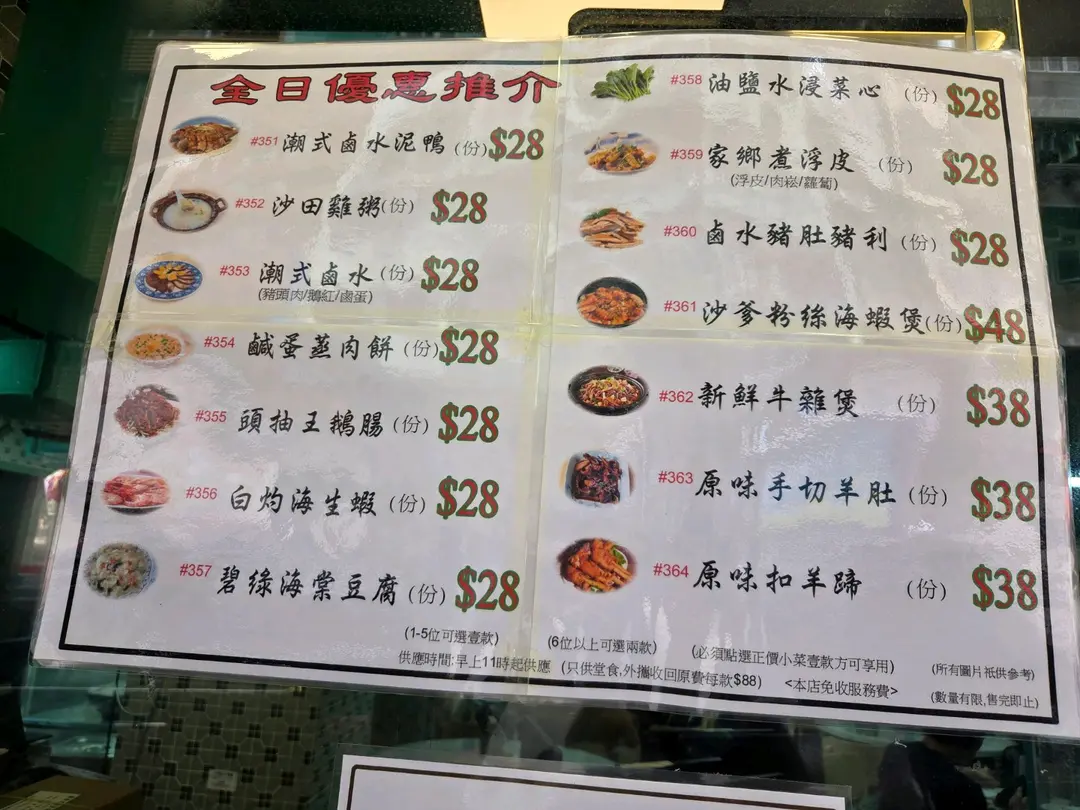 全日優惠推介
#351 潮式鹵水泥鴨 (份) $28
#352 沙田雞粥(份) $28
#353 潮式鹵水 (份) $28
(豬頭肉/鵝紅/鹵蛋)
#354 鹹蛋蒸肉餅 (份) $28
#355 頭抽王鵝腸 (份) $28
#356 白灼海生蝦 (份) $28
#357 碧綠海棠豆腐 (份) $28
#358 油鹽水浸菜心 (份) $28
#359 家鄉煮浮皮 (份) $28
(浮皮/肉崧/蘿蔔)
#360 鹵水豬肚豬利 (份) $28
#361 沙爹粉絲海蝦煲(份) $48
#362 新鮮牛雜煲 (份) $38
#363 原味手切羊肚 (份) $38
#364 原味扣羊蹄 (份) $38
(1-5位可選壹款) (6位以上可選兩款) (必須點選正價小菜壹款方可享用) (所有圖片祇供參考)
供應時間:早上11時起供應 (只供堂食,外攜收回原費每款$88) <本店免收服務費> (數量有限,售完即止)